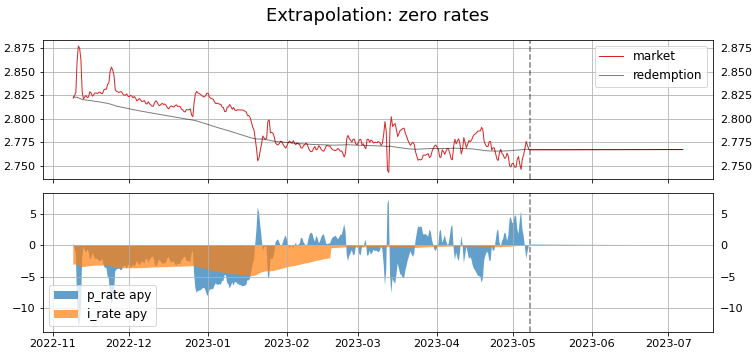 Extrapolation: zero rates
2.875 2.875
market
2.850 2.850
redemption
2.825 2.825
2.800 2.800
2.775 2.775
2.750 2.750
5 5
0 0
−5 −5
p_rate apy
−10 −10
i_rate apy
2022-11 2022-12 2023-01 2023-02 2023-03 2023-04 2023-05 2023-06 2023-07